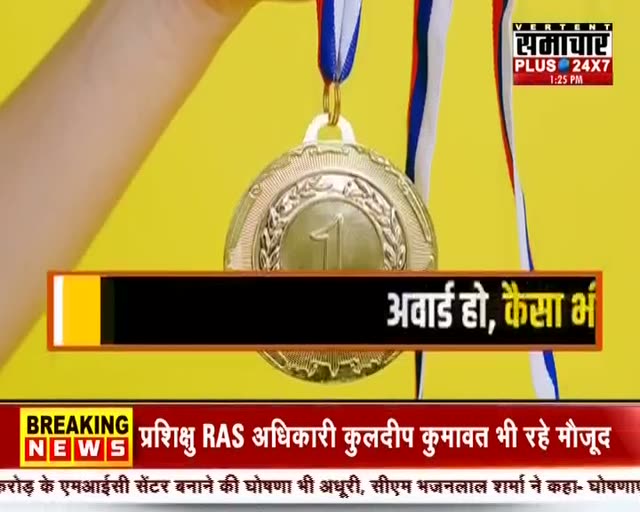 VERTENT
समाचार
PLUS 24X7
1:25 PM
1
अवार्ड हो, कैसा भी
BREAKING NEWS
प्रशिक्षु RAS अधिकारी कुलदीप कुमावत भी रहे मौजूद
करोड़ के एमआईसी सेंटर बनाने की घोषणा भी अधूरी, सीएम भजनलाल शर्मा ने कहा- घोषणाए